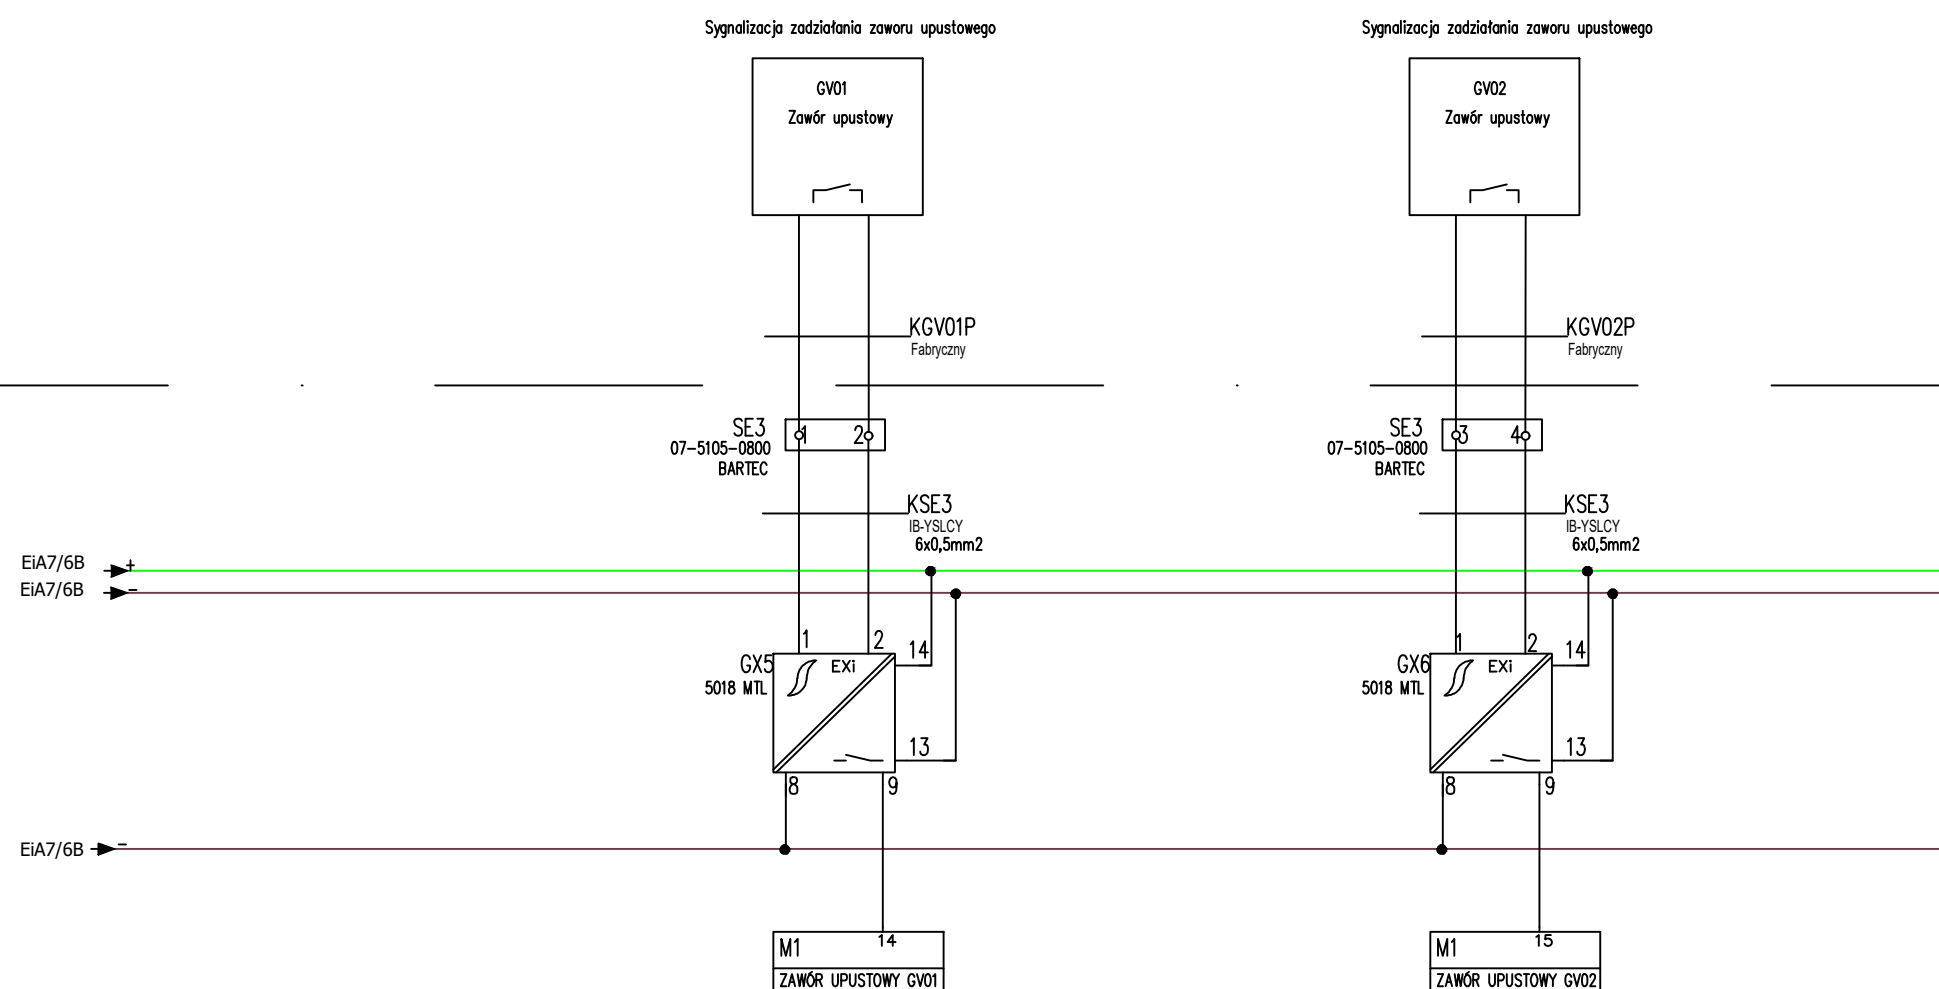 Sygnalizacja zadziałania zaworu upustowego
GV01
Zawór upustowy
KGV01P
Fabryczny
SE3
07-5105-0800
BARTEC
1
2
KSE3
IB-YSLCY
6x0,5mm2
Sygnalizacja zadziałania zaworu upustowego
GV02
Zawór upustowy
KGV02P
Fabryczny
SE3
07-5105-0800
BARTEC
3
4
KSE3
IB-YSLCY
6x0,5mm2
EiA7/6B +
EiA7/6B -
1
2
14
GX5
5018 MTL
EXi
13
8
9
1
2
14
GX6
5018 MTL
EXi
13
8
9
EiA7/6B -
M1
14
ZAWÓR UPUSTOWY GV01
M1
15
ZAWÓR UPUSTOWY GV02